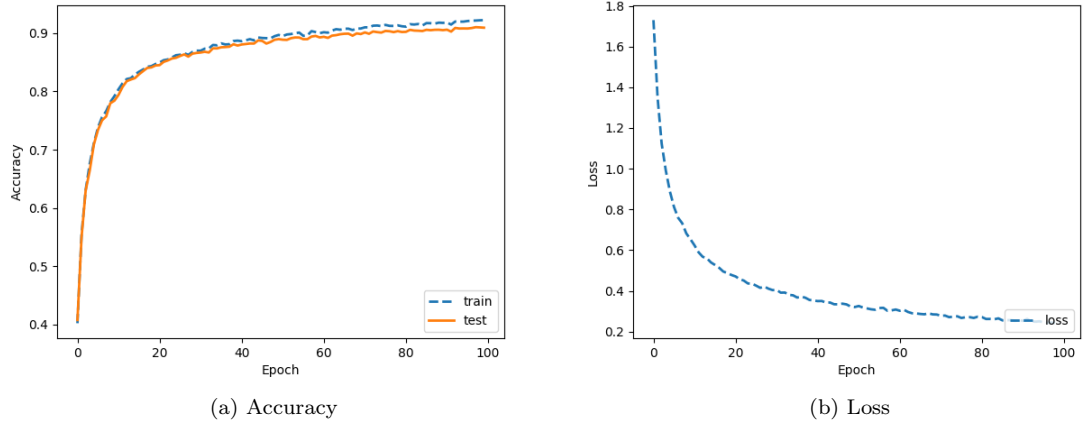 0.9
0.8
0.7
0.6
0.5
0.4
Accuracy
train
test
0 20 40 60 80 100
Epoch
(a) Accuracy
1.8
1.6
1.4
1.2
1.0
0.8
0.6
0.4
0.2
Loss
loss
0 20 40 60 80 100
Epoch
(b) Loss